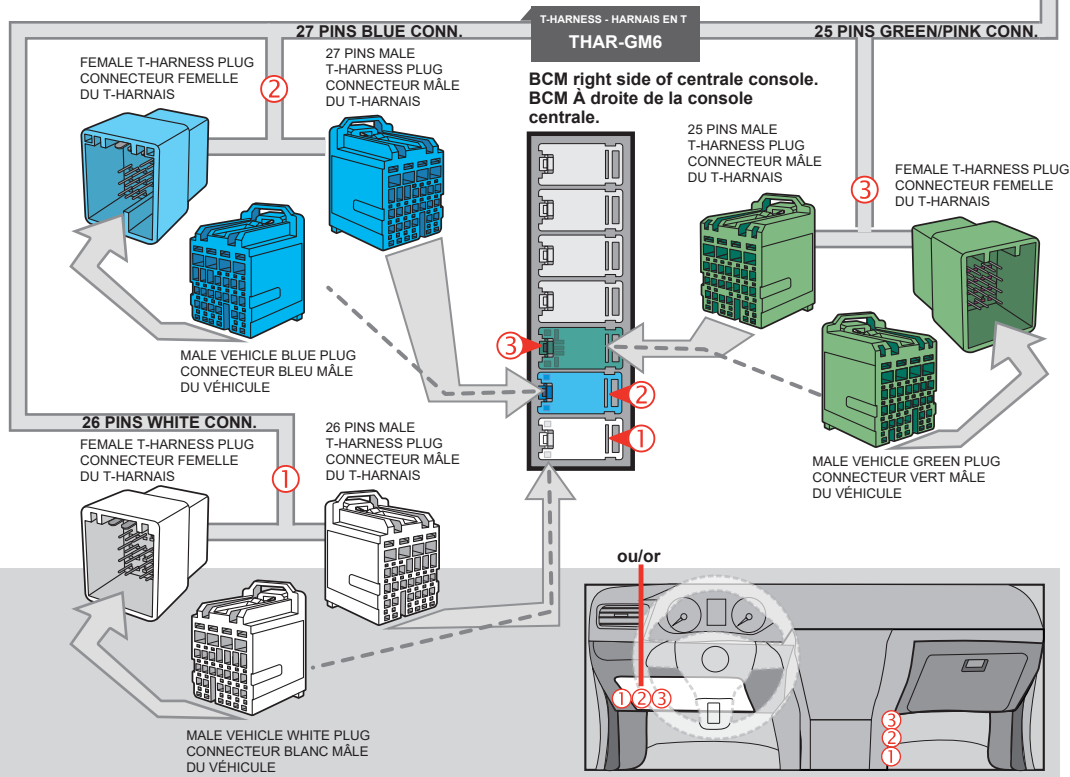 T-HARNESS - HARNAIS EN T
THAR-GM6
27 PINS BLUE CONN.
25 PINS GREEN/PINK CONN.
FEMALE T-HARNESS PLUG
CONNECTEUR FEMELLE
DU T-HARNAIS
2
27 PINS MALE
T-HARNESS PLUG
CONNECTEUR MÂLE
DU T-HARNAIS
BCM right side of centrale console.
BCM À droite de la console
centrale.
25 PINS MALE
T-HARNESS PLUG
CONNECTEUR MÂLE
DU T-HARNAIS
3
FEMALE T-HARNESS PLUG
CONNECTEUR FEMELLE
DU T-HARNAIS
MALE VEHICLE BLUE PLUG
CONNECTEUR BLEU MÂLE
DU VÉHICULE
3
2
1
MALE VEHICLE GREEN PLUG
CONNECTEUR VERT MÂLE
DU VÉHICULE
26 PINS WHITE CONN.
FEMALE T-HARNESS PLUG
CONNECTEUR FEMELLE
DU T-HARNAIS
1
26 PINS MALE
T-HARNESS PLUG
CONNECTEUR MÂLE
DU T-HARNAIS
MALE VEHICLE WHITE PLUG
CONNECTEUR BLANC MÂLE
DU VÉHICULE
ou/or
1 2 3
3
2
1